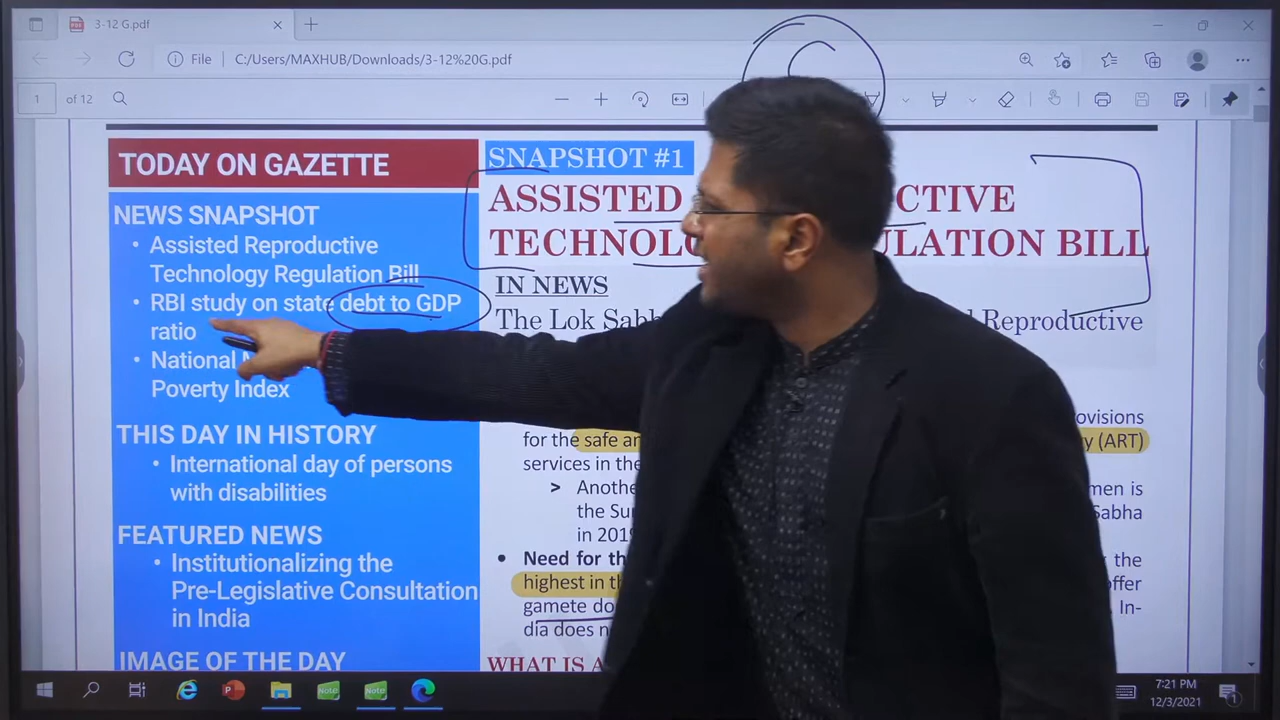 3-12 G.pdf
File
C:/Users/MAXHUB/Downloads/3-12%20G.pdf
1 of 12
TODAY ON GAZETTE
NEWS SNAPSHOT
• Assisted Reproductive
Technology Regulation Bill
• RBI study on state debt to GDP
ratio
• National
Poverty Index
THIS DAY IN HISTORY
• International day of persons
with disabilities
FEATURED NEWS
• Institutionalizing the
Pre-Legislative Consultation
in India
IMAGE OF THE DAY
SNAPSHOT #1
ASSISTED CTIVE
TECHNOL ULATION BILL
IN NEWS
The Lok Sab Reproductive
ovisions
for the safe y (ART)
services in the
> Anothe men is
the Su Sabha
in 2019
• Need for th the
highest in th offer
gamete do In-
dia does n
WHAT IS A
7:21 PM
12/3/2021